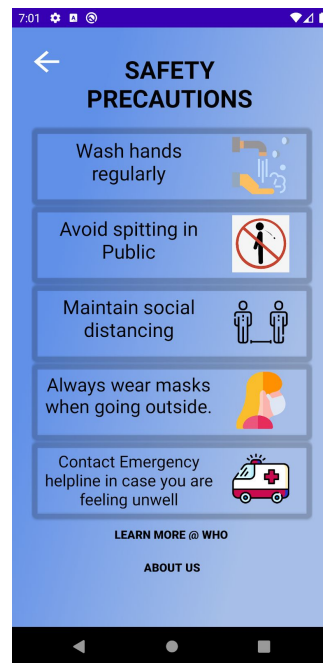 7:01
SAFETY
PRECAUTIONS
Wash hands
regularly
Avoid spitting in
Public
Maintain social
distancing
Always wear masks
when going outside.
Contact Emergency
helpline in case you are
feeling unwell
LEARN MORE @ WHO
ABOUT US